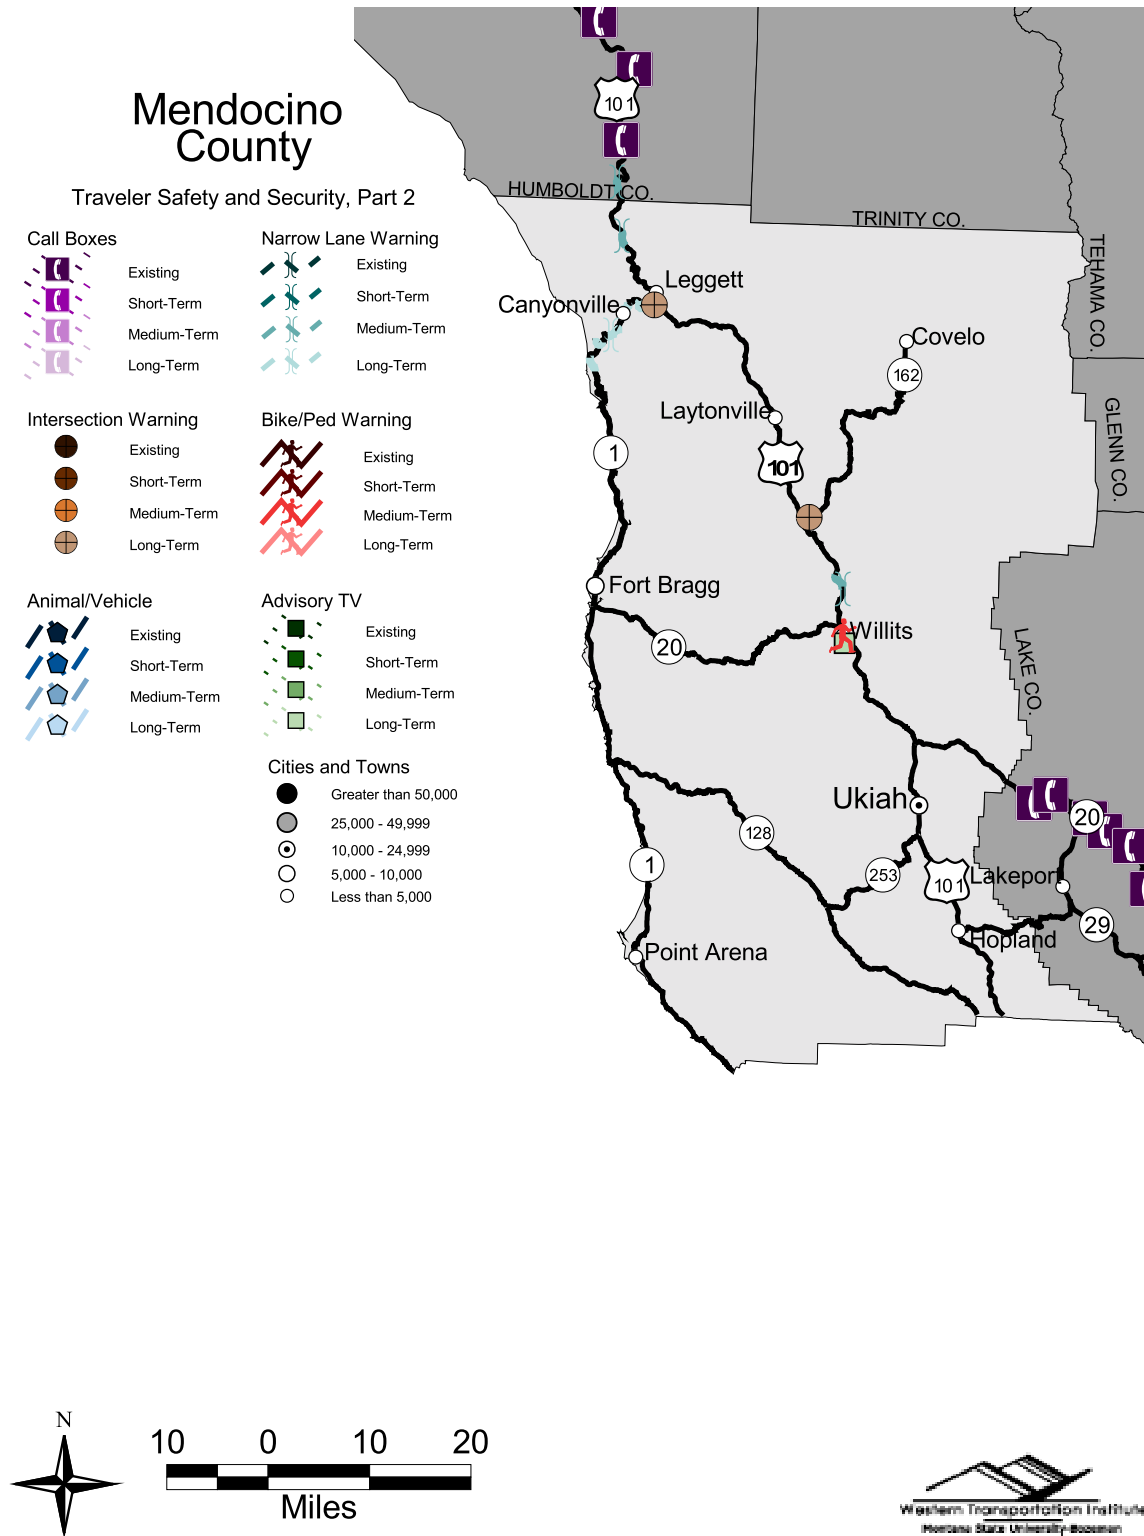 Mendocino
County
Traveler Safety and Security, Part 2
Call Boxes
Existing
Short-Term
Medium-Term
Long-Term
Narrow Lane Warning
Existing
Short-Term
Medium-Term
Long-Term
Intersection Warning
Existing
Short-Term
Medium-Term
Long-Term
Bike/Ped Warning
Existing
Short-Term
Medium-Term
Long-Term
Animal/Vehicle
Existing
Short-Term
Medium-Term
Long-Term
Advisory TV
Existing
Short-Term
Medium-Term
Long-Term
Cities and Towns
Greater than 50,000
25,000 - 49,999
10,000 - 24,999
5,000 - 10,000
Less than 5,000
101
HUMBOLDT CO.
TRINITY CO.
TEHAMA CO.
Leggett
Canyonville
Covelo
162
GLENN CO.
Laytonville
1
101
Fort Bragg
LAKE CO.
Willits
20
Ukiah
20
128
1
253
101
Lakeport
29
Hopland
Point Arena
N
10 0 10 20
Miles
Western Transportation Institute
Montana State University-Bozeman